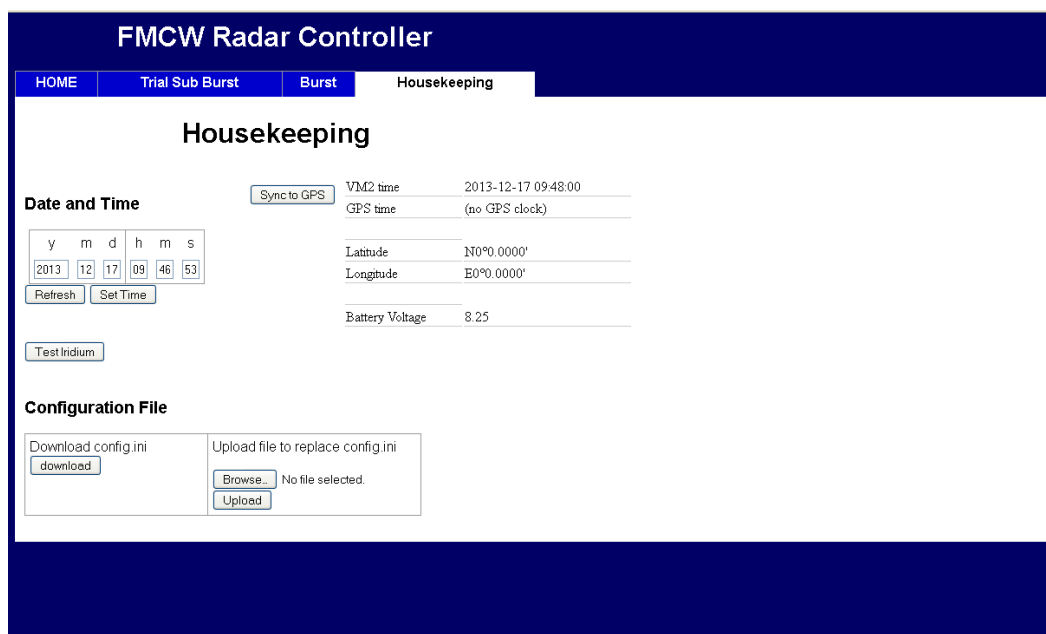 FMCW Radar Controller
HOME Trial Sub Burst Burst Housekeeping
Housekeeping
Date and Time
y m d h m s
2013 12 17 09 46 53
Refresh Set Time
Sync to GPS
VM2 time 2013-12-17 09:48:00
GPS time (no GPS clock)
Latitude N0°0.0000'
Longitude E0°0.0000'
Battery Voltage 8.25
Test Iridium
Configuration File
Download config.ini
download
Upload file to replace config.ini
Browse... No file selected.
Upload